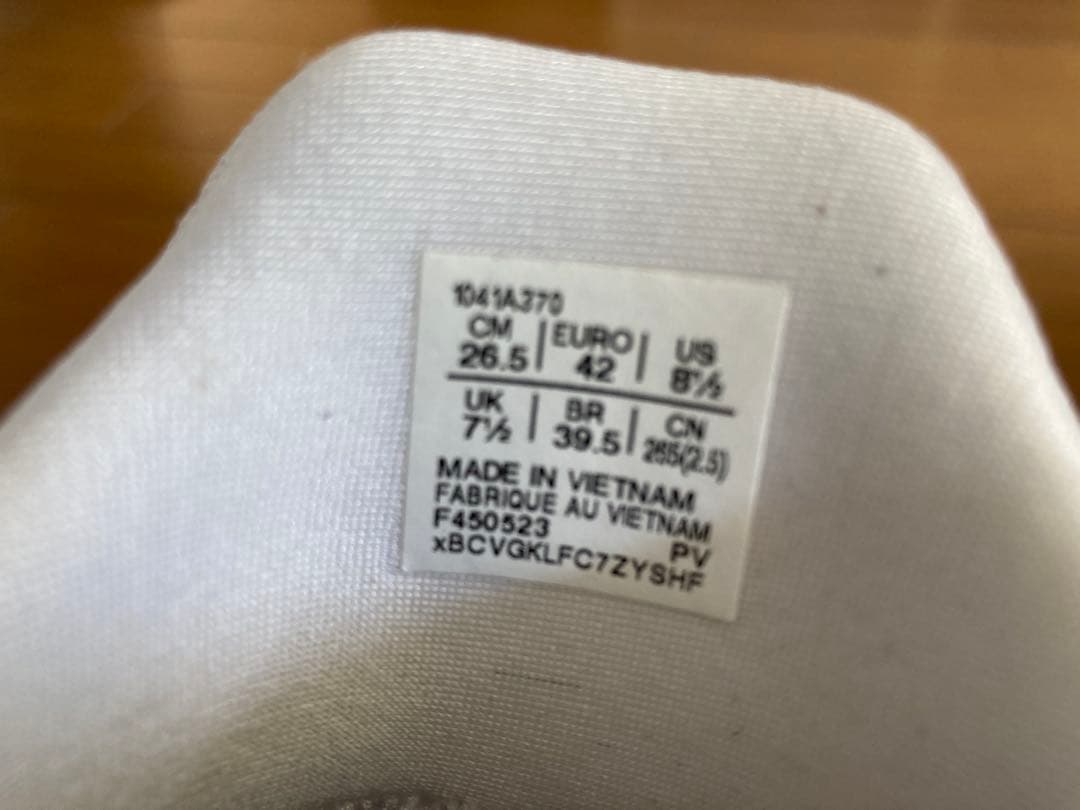 1041A370
CM | EURO | US
26.5 | 42 | 8½
UK | BR | CN
7½ | 39.5 | 265(2.5)
MADE IN VIETNAM
FABRIQUE AU VIETNAM
F450523 PV
xBCVGKLFC7ZYSHF